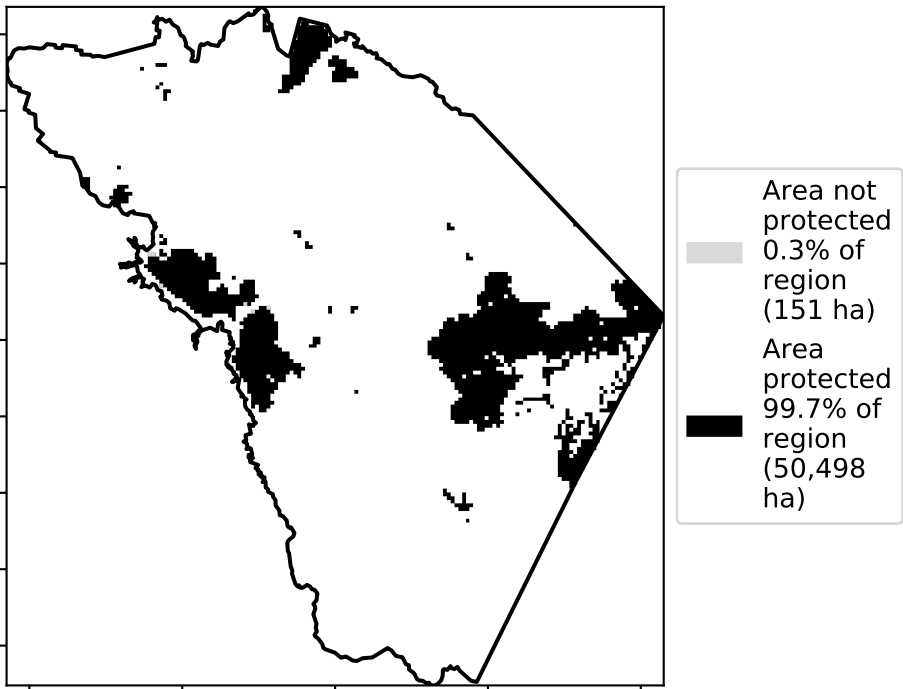 Area not
protected
0.3% of
region
(151 ha)
Area
protected
99.7% of
region
(50,498
ha)